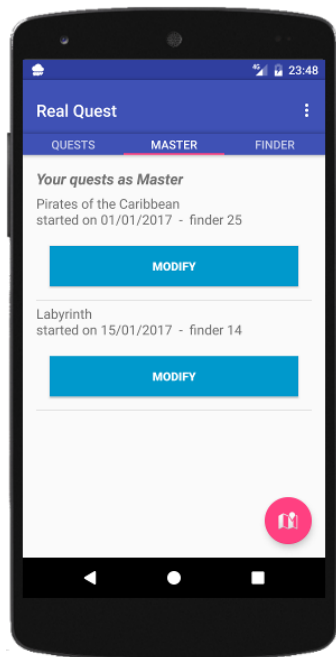 4G 23:48
Real Quest
QUESTS MASTER FINDER
Your quests as Master
Pirates of the Caribbean
started on 01/01/2017 - finder 25
MODIFY
Labyrinth
started on 15/01/2017 - finder 14
MODIFY